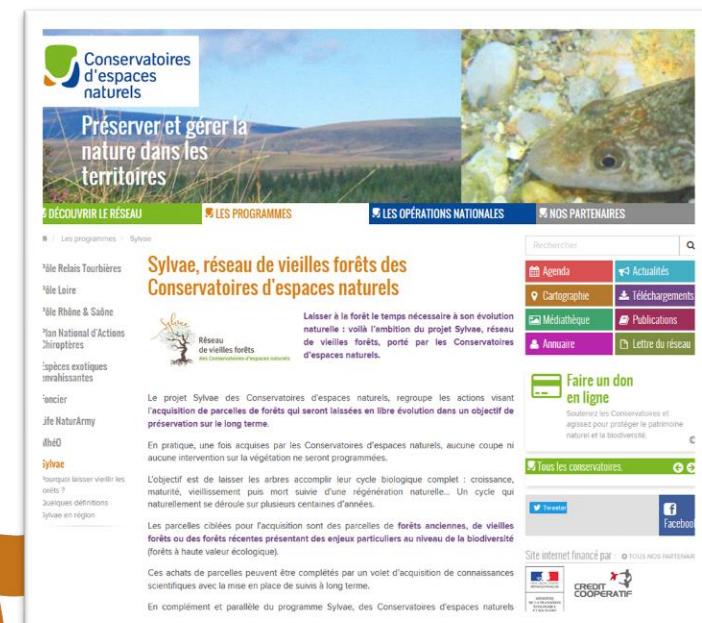 Conservatoires
d'espaces
naturels
Préserver et gérer la
nature dans les
territoires
DÉCOUVRIR LE RÉSEAU
LES PROGRAMMES
LES OPÉRATIONS NATIONALES
NOS PARTENAIRES
/ Les programmes / Sylvae
Rechercher
Pôle Relais Tourbières
Pôle Loire
Pôle Rhône & Saône
Plan National d'Actions
Chiroptères
Espèces exotiques
envahissantes
Foncier
Life NaturArmy
RhéO
Sylvae
Pourquoi laisser vieillir les
forêts ?
Quelques définitions
Sylvae en région
Sylvae, réseau de vieilles forêts des
Conservatoires d'espaces naturels
Sylvae
Réseau
de vieilles forêts
des Conservatoires d'espaces naturels
Laisser à la forêt le temps nécessaire à son évolution
naturelle : voilà l'ambition du projet Sylvae, réseau
de vieilles forêts, porté par les Conservatoires
d'espaces naturels.
Le projet Sylvae des Conservatoires d'espaces naturels, regroupe les actions visant
l'acquisition de parcelles de forêts qui seront laissées en libre évolution dans un objectif de
préservation sur le long terme.
En pratique, une fois acquises par les Conservatoires d'espaces naturels, aucune coupe ni
aucune intervention sur la végétation ne seront programmées.
L'objectif est de laisser les arbres accomplir leur cycle biologique complet : croissance,
maturité, vieillissement puis mort suivie d'une régénération naturelle... Un cycle qui
naturellement se déroule sur plusieurs centaines d'années.
Les parcelles ciblées pour l'acquisition sont des parcelles de forêts anciennes, de vieilles
forêts ou des forêts récentes présentant des enjeux particuliers au niveau de la biodiversité
(forêts à haute valeur écologique).
Ces achats de parcelles peuvent être complétés par un volet d'acquisition de connaissances
scientifiques avec la mise en place de suivis à long terme.
En complément et parallèle du programme Sylvae, des Conservatoires d'espaces naturels
Agenda
Actualités
Cartographie
Téléchargements
Médiathèque
Publications
Annuaire
Lettre du réseau
Faire un don
en ligne
Soutenez les Conservatoires et
agissez pour protéger le patrimoine
naturel et la biodiversité.
Tous les conservatoires.
Tweeter
Facebook
Site internet financé par
TOUS NOS PARTENAIR
CREDIT
COOPERATIF